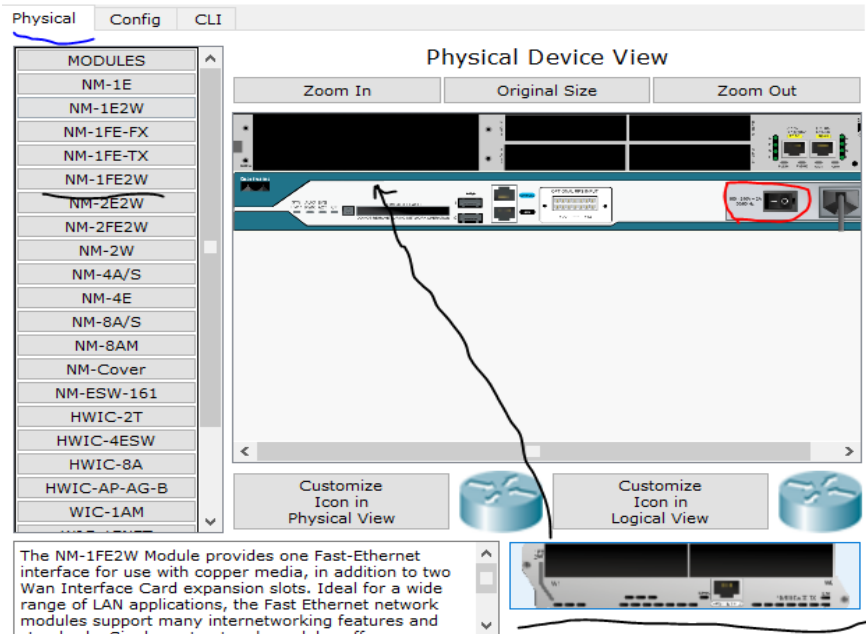 Physical
Config
CLI
MODULES
NM-1E
NM-1E2W
NM-1FE-FX
NM-1FE-TX
NM-1FE2W
NM-2E2W
NM-2FE2W
NM-2W
NM-4A/S
NM-4E
NM-8A/S
NM-8AM
NM-Cover
NM-ESW-161
HWIC-2T
HWIC-4ESW
HWIC-8A
HWIC-AP-AG-B
WIC-1AM
Physical Device View
Zoom In
Original Size
Zoom Out
Customize
Icon in
Physical View
Customize
Icon in
Logical View
The NM-1FE2W Module provides one Fast-Ethernet
interface for use with copper media, in addition to two
Wan Interface Card expansion slots. Ideal for a wide
range of LAN applications, the Fast Ethernet network
modules support many internetworking features and